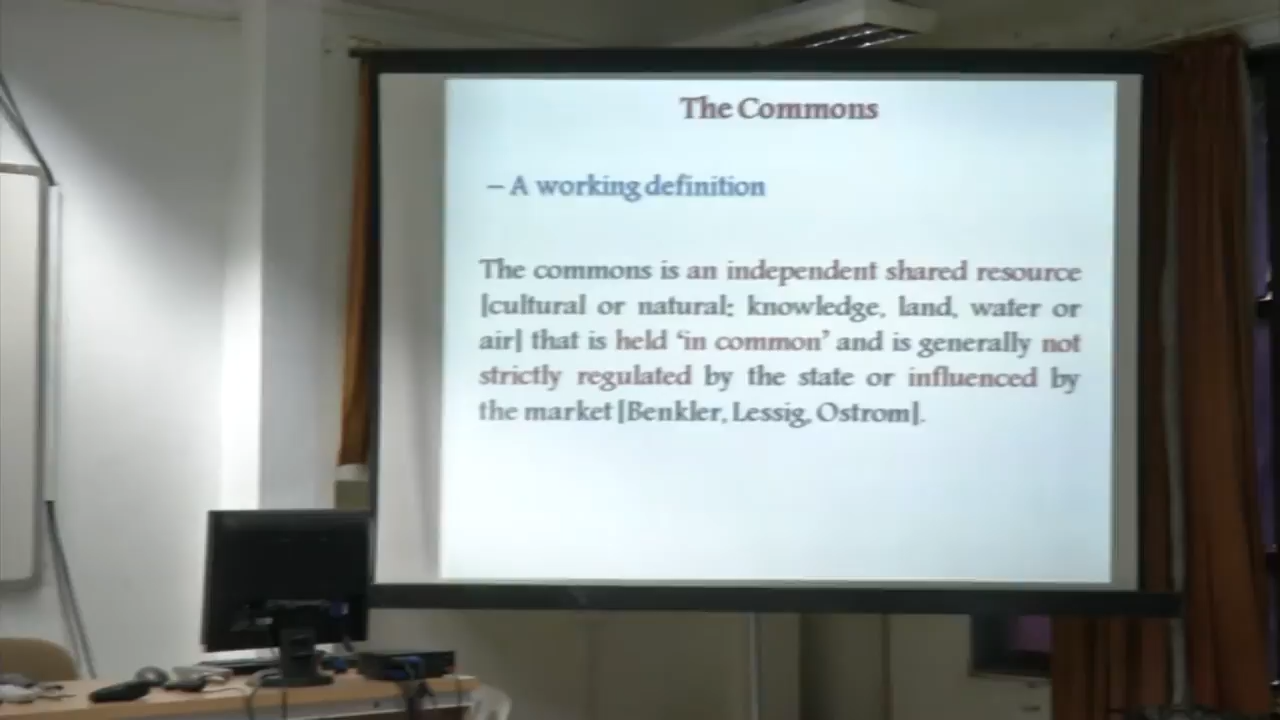 The Commons
– A working definition
The commons is an independent shared resource
[cultural or natural; knowledge, land, water or
air] that is held ‘in common’ and is generally not
strictly regulated by the state or influenced by
the market [Benkler, Lessig, Ostrom].